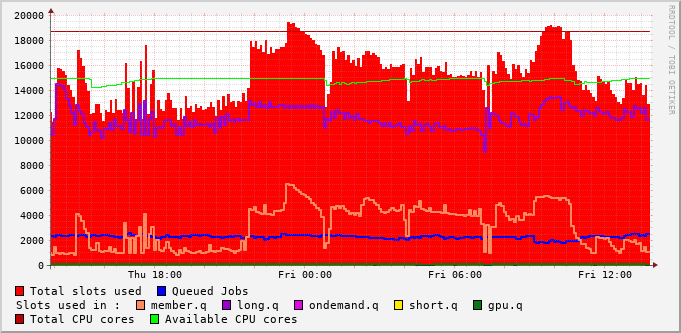 20000
18000
16000
14000
12000
10000
8000
6000
4000
2000
0
Thu 18:00 Fri 00:00 Fri 06:00 Fri 12:00
RRDTOOL / TOBI OETIKER
Total slots used Queued Jobs
Slots used in : member.q long.q ondemand.q short.q gpu.q
Total CPU cores Available CPU cores